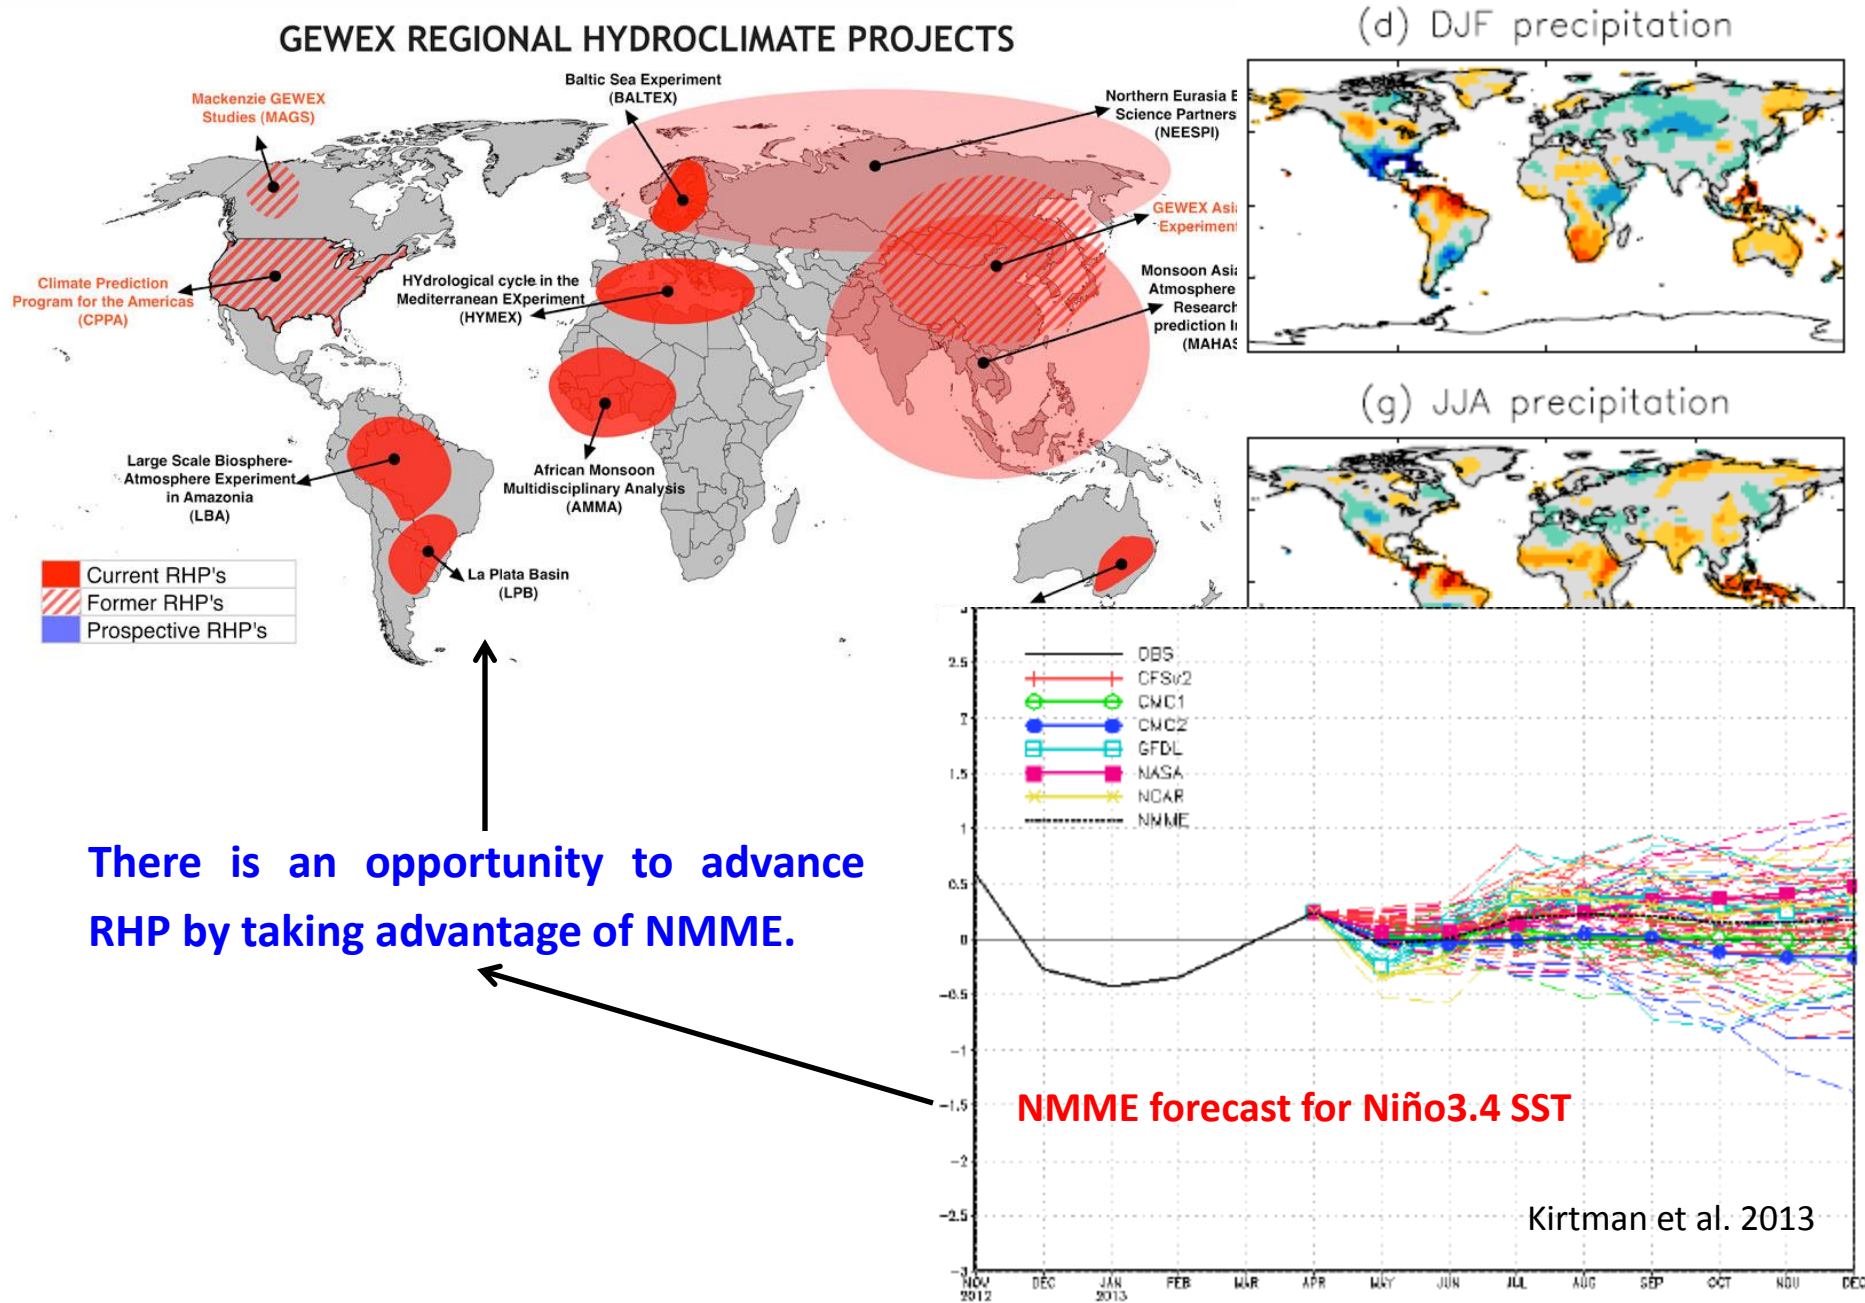 GEWEX REGIONAL HYDROCLIMATE PROJECTS
Mackenzie GEWEX
Studies (MAGS)
Baltic Sea Experiment
(BALTEX)
Northern Eurasia E
Science Partners
(NEESPI)
GEWEX Asi
Experiment
Climate Prediction
Program for the Americas
(CPPA)
HYdrological cycle in the
Mediterranean EXperiment
(HYMEX)
Monsoon Asi
Atmosphere
Research
prediction I
(MAHAS
Large Scale Biosphere-
Atmosphere Experiment
in Amazonia
(LBA)
African Monsoon
Multidisciplinary Analysis
(AMMA)
La Plata Basin
(LPB)
Current RHP's
Former RHP's
Prospective RHP's
(d) DJF precipitation
(g) JJA precipitation
There is an opportunity to advance
RHP by taking advantage of NMME.
OBS
CFSv2
CMC1
CMC2
GFDL
NASA
NCAR
NMME
3
2.5
2
1.5
1
0.5
0
-0.5
-1
-1.5
-2
-2.5
-3
NMME forecast for Niño3.4 SST
Kirtman et al. 2013
NOV DEC JAN FEB MAR APR MAY JUN JUL AUG SEP OCT NOV DEC
2012 2013